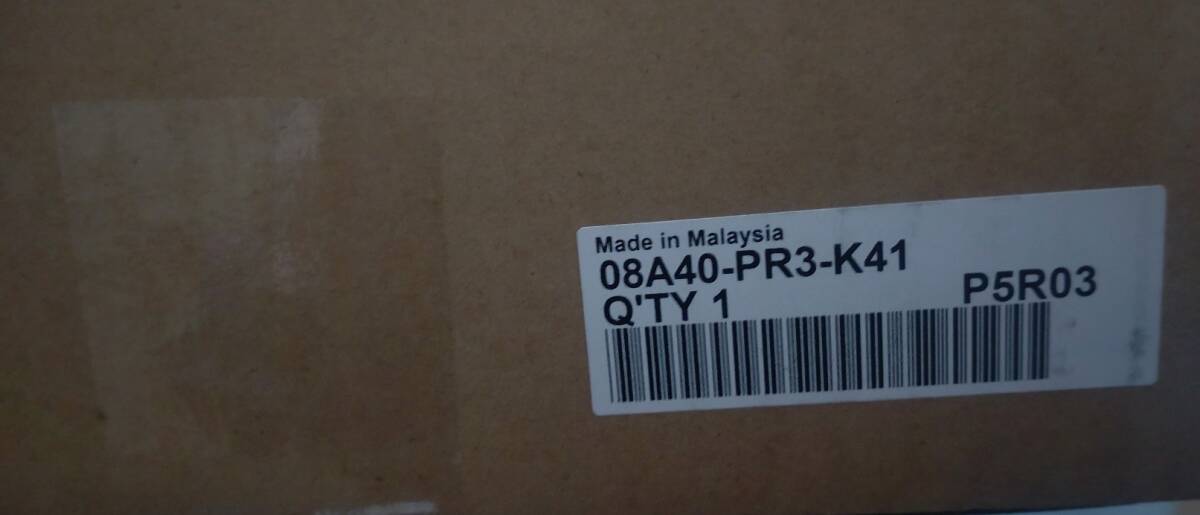 Made in Malaysia
08A40-PR3-K41
Q'TY 1 P5R03